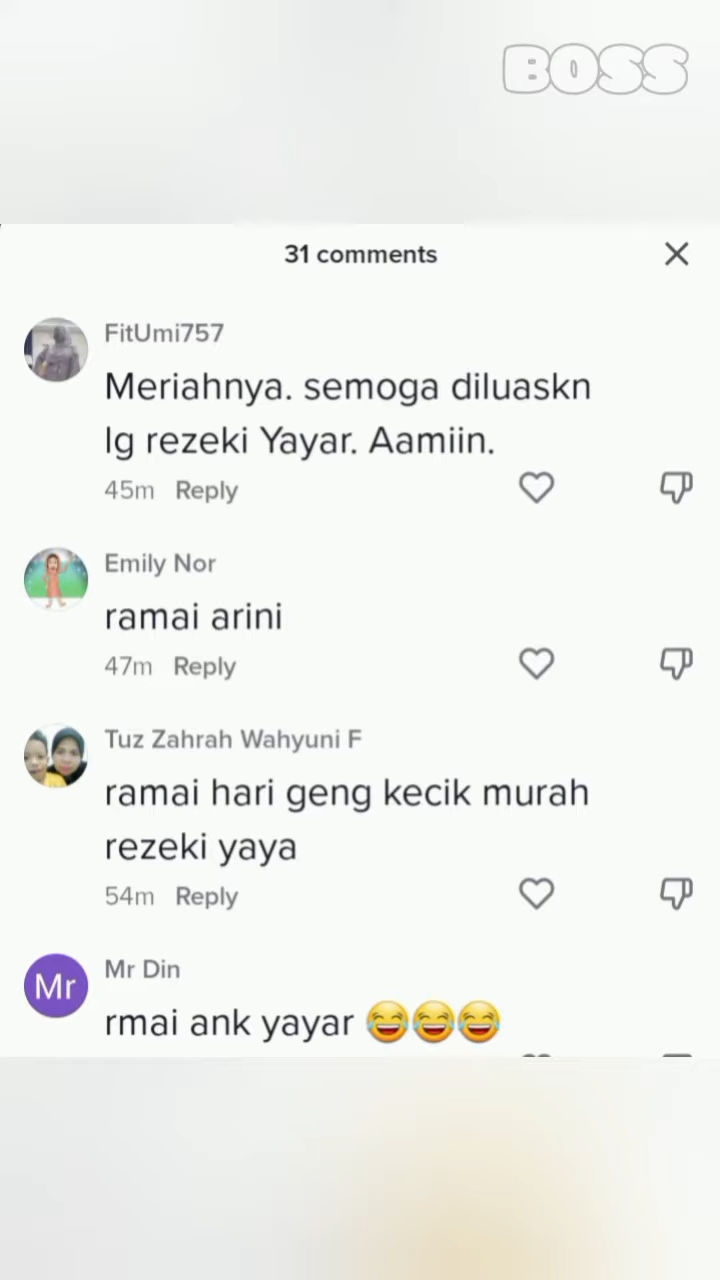 BOSS
31 comments
FitUmi757
Meriahnya. semoga diluaskn
lg rezeki Yayar. Aamiin.
45m Reply
Emily Nor
ramai arini
47m Reply
Tuz Zahrah Wahyuni F
ramai hari geng kecik murah
rezeki yaya
54m Reply
Mr
Mr Din
rmai ank yayar 😂😂😂